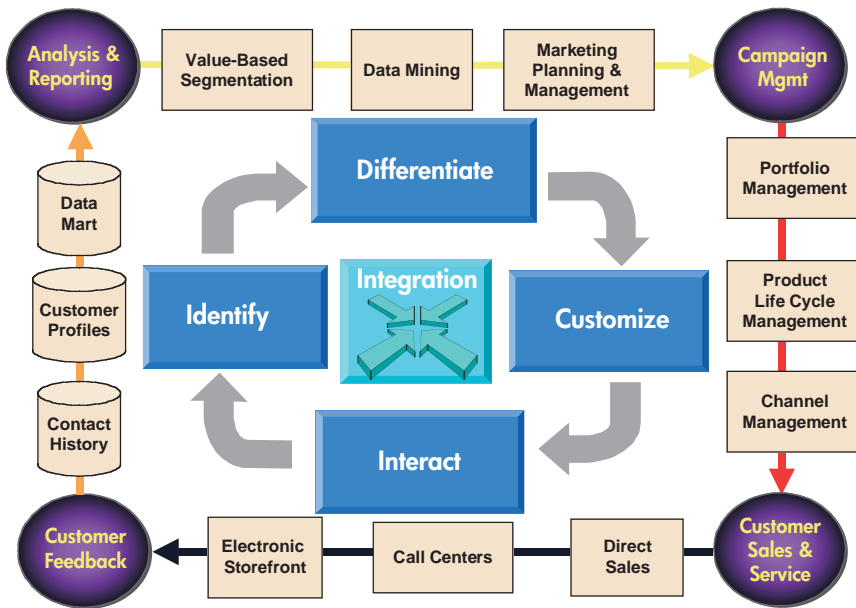 Analysis &
Reporting
Value-Based
Segmentation
Data Mining
Marketing
Planning &
Management
Campaign
Mgmt
Differentiate
Data
Mart
Portfolio
Management
Customer
Profiles
Identify
Integration
Customize
Product
Life Cycle
Management
Contact
History
Interact
Channel
Management
Customer
Feedback
Electronic
Storefront
Call Centers
Direct
Sales
Customer
Sales &
Service